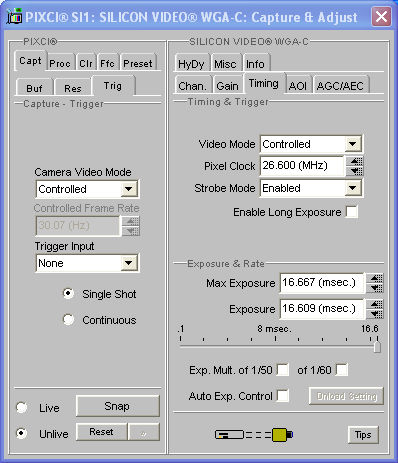 PIXCI® SI1: SILICON VIDEO® WGA-C: Capture & Adjust
PIXCI®
Capt Proc Clr Ffc Preset
Buf Res Trig
Capture - Trigger
Camera Video Mode
Controlled
Controlled Frame Rate
30.07 (Hz)
Trigger Input
None
Single Shot
Continuous
Live
Snap
Unlive
Reset
»
SILICON VIDEO® WGA-C
HyDy Misc Info
Chan. Gain Timing AOI AGC/AEC
Timing & Trigger
Video Mode Controlled
Pixel Clock 26.600 (MHz)
Strobe Mode Enabled
Enable Long Exposure
Exposure & Rate
Max Exposure 16.667 (msec.)
Exposure 16.609 (msec.)
.1 8 msec. 16.6
Exp. Mult. of 1/50 of 1/60
Auto Exp. Control Unload Setting
Tips